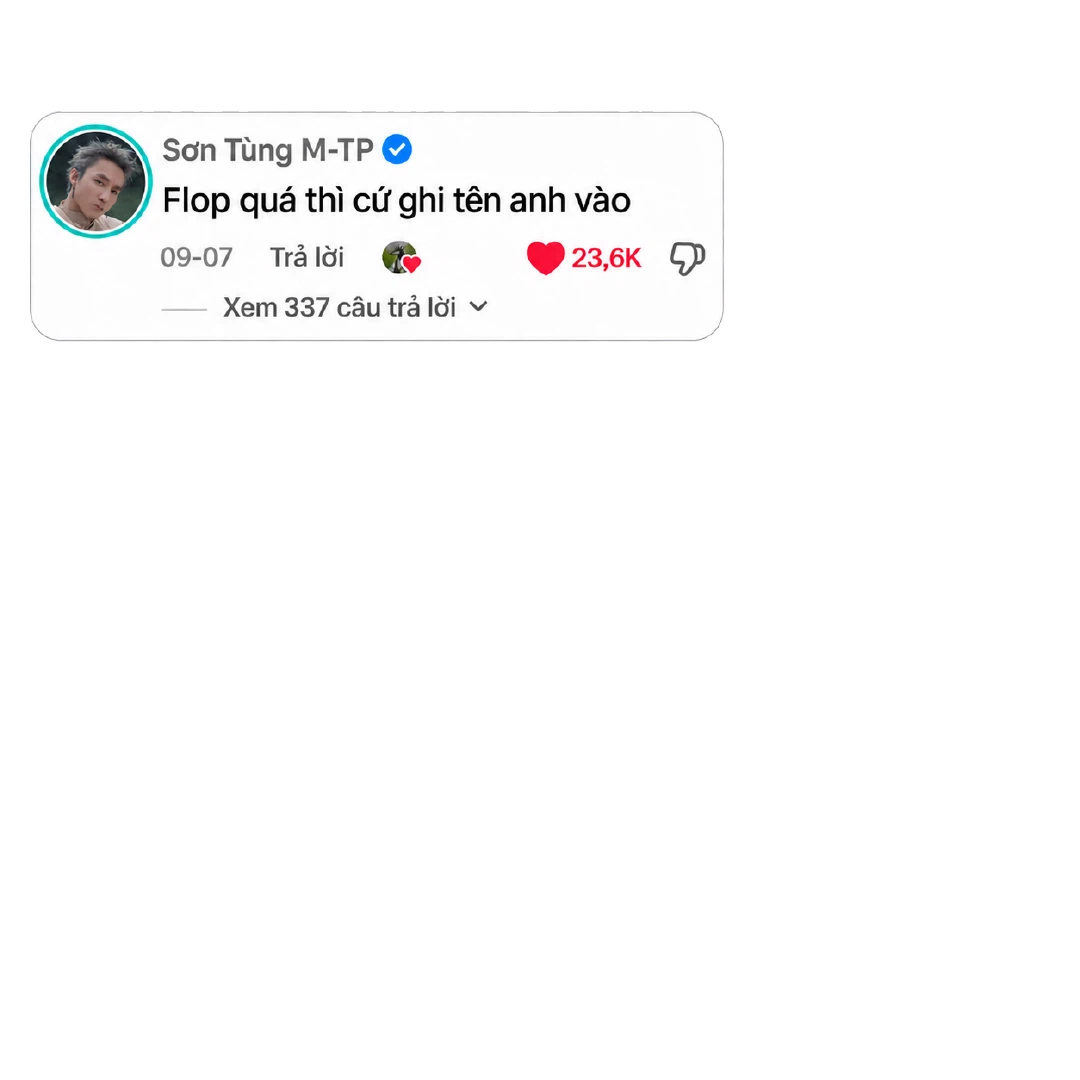 Sơn Tùng M-TP
Flop quá thì cứ ghi tên anh vào
09-07 Trả lời 23,6K
Xem 337 câu trả lời